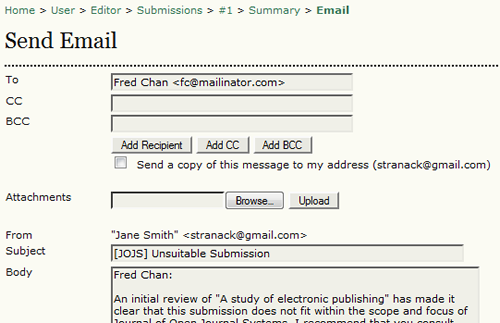 Home > User > Editor > Submissions > #1 > Summary > Email
Send Email
To
Fred Chan <fc@mailinator.com>
CC
BCC
Add Recipient Add CC Add BCC
Send a copy of this message to my address (stranack@gmail.com)
Attachments
Browse... Upload
From "Jane Smith" <stranack@gmail.com>
Subject [JOJS] Unsuitable Submission
Body Fred Chan:
An initial review of "A study of electronic publishing" has made it
clear that this submission does not fit within the scope and focus of
Journal of Open Journal Systems. I recommend that you consult